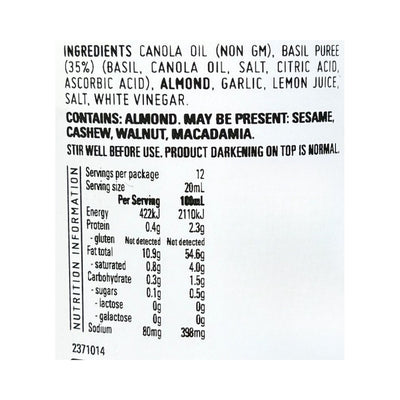 INGREDIENTS CANOLA OIL (NON GM), BASIL PUREE
(35%) (BASIL, CANOLA OIL, SALT, CITRIC ACID,
ASCORBIC ACID), ALMOND, GARLIC, LEMON JUICE,
SALT, WHITE VINEGAR.
CONTAINS: ALMOND. MAY BE PRESENT: SESAME,
CASHEW, WALNUT, MACADAMIA.
STIR WELL BEFORE USE. PRODUCT DARKENING ON TOP IS NORMAL.
NUTRITION INFORMATION
Servings per package 12
Serving size 20mL
Per Serving 100mL
Energy 422kJ 2110kJ
Protein 0.4g 2.3g
- gluten Not detected Not detected
Fat total 10.9g 54.6g
- saturated 0.8g 4.0g
Carbohydrate 0.3g 1.5g
- sugars 0.1g 0.5g
- lactose 0g 0g
- galactose 0g 0g
Sodium 80mg 398mg
2371014